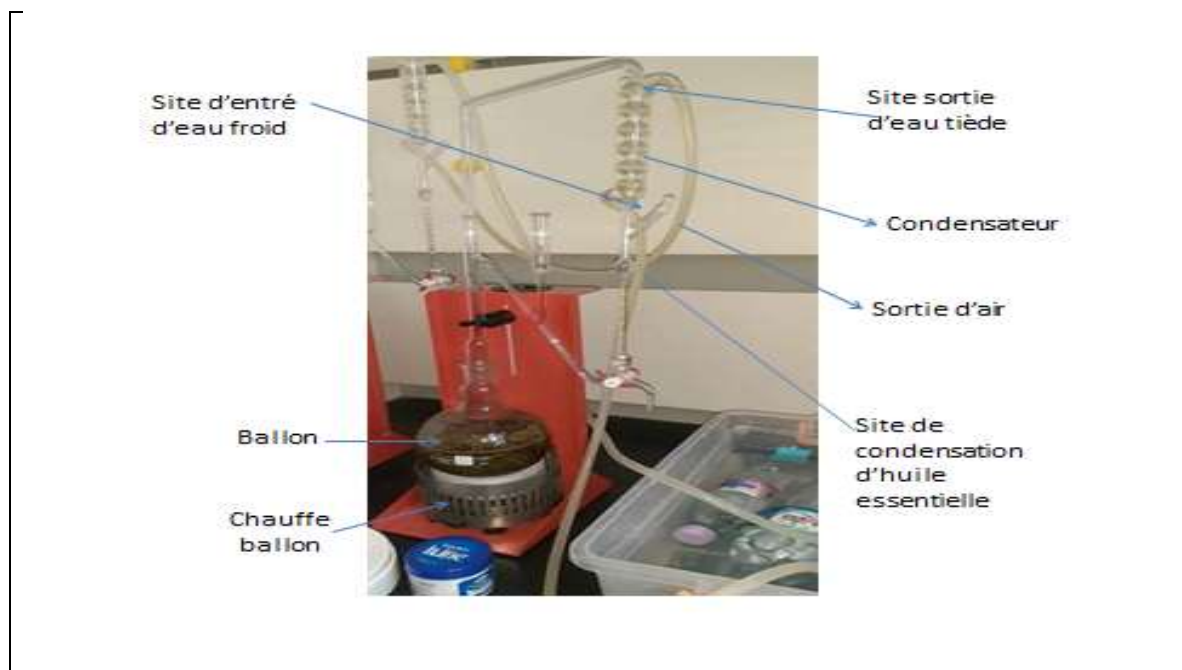 Site d'entré
d'eau froid
Site sortie
d'eau tiède
Condensateur
Sortie d'air
Ballon
Site de
condensation
d'huile
essentielle
Chauffe
ballon